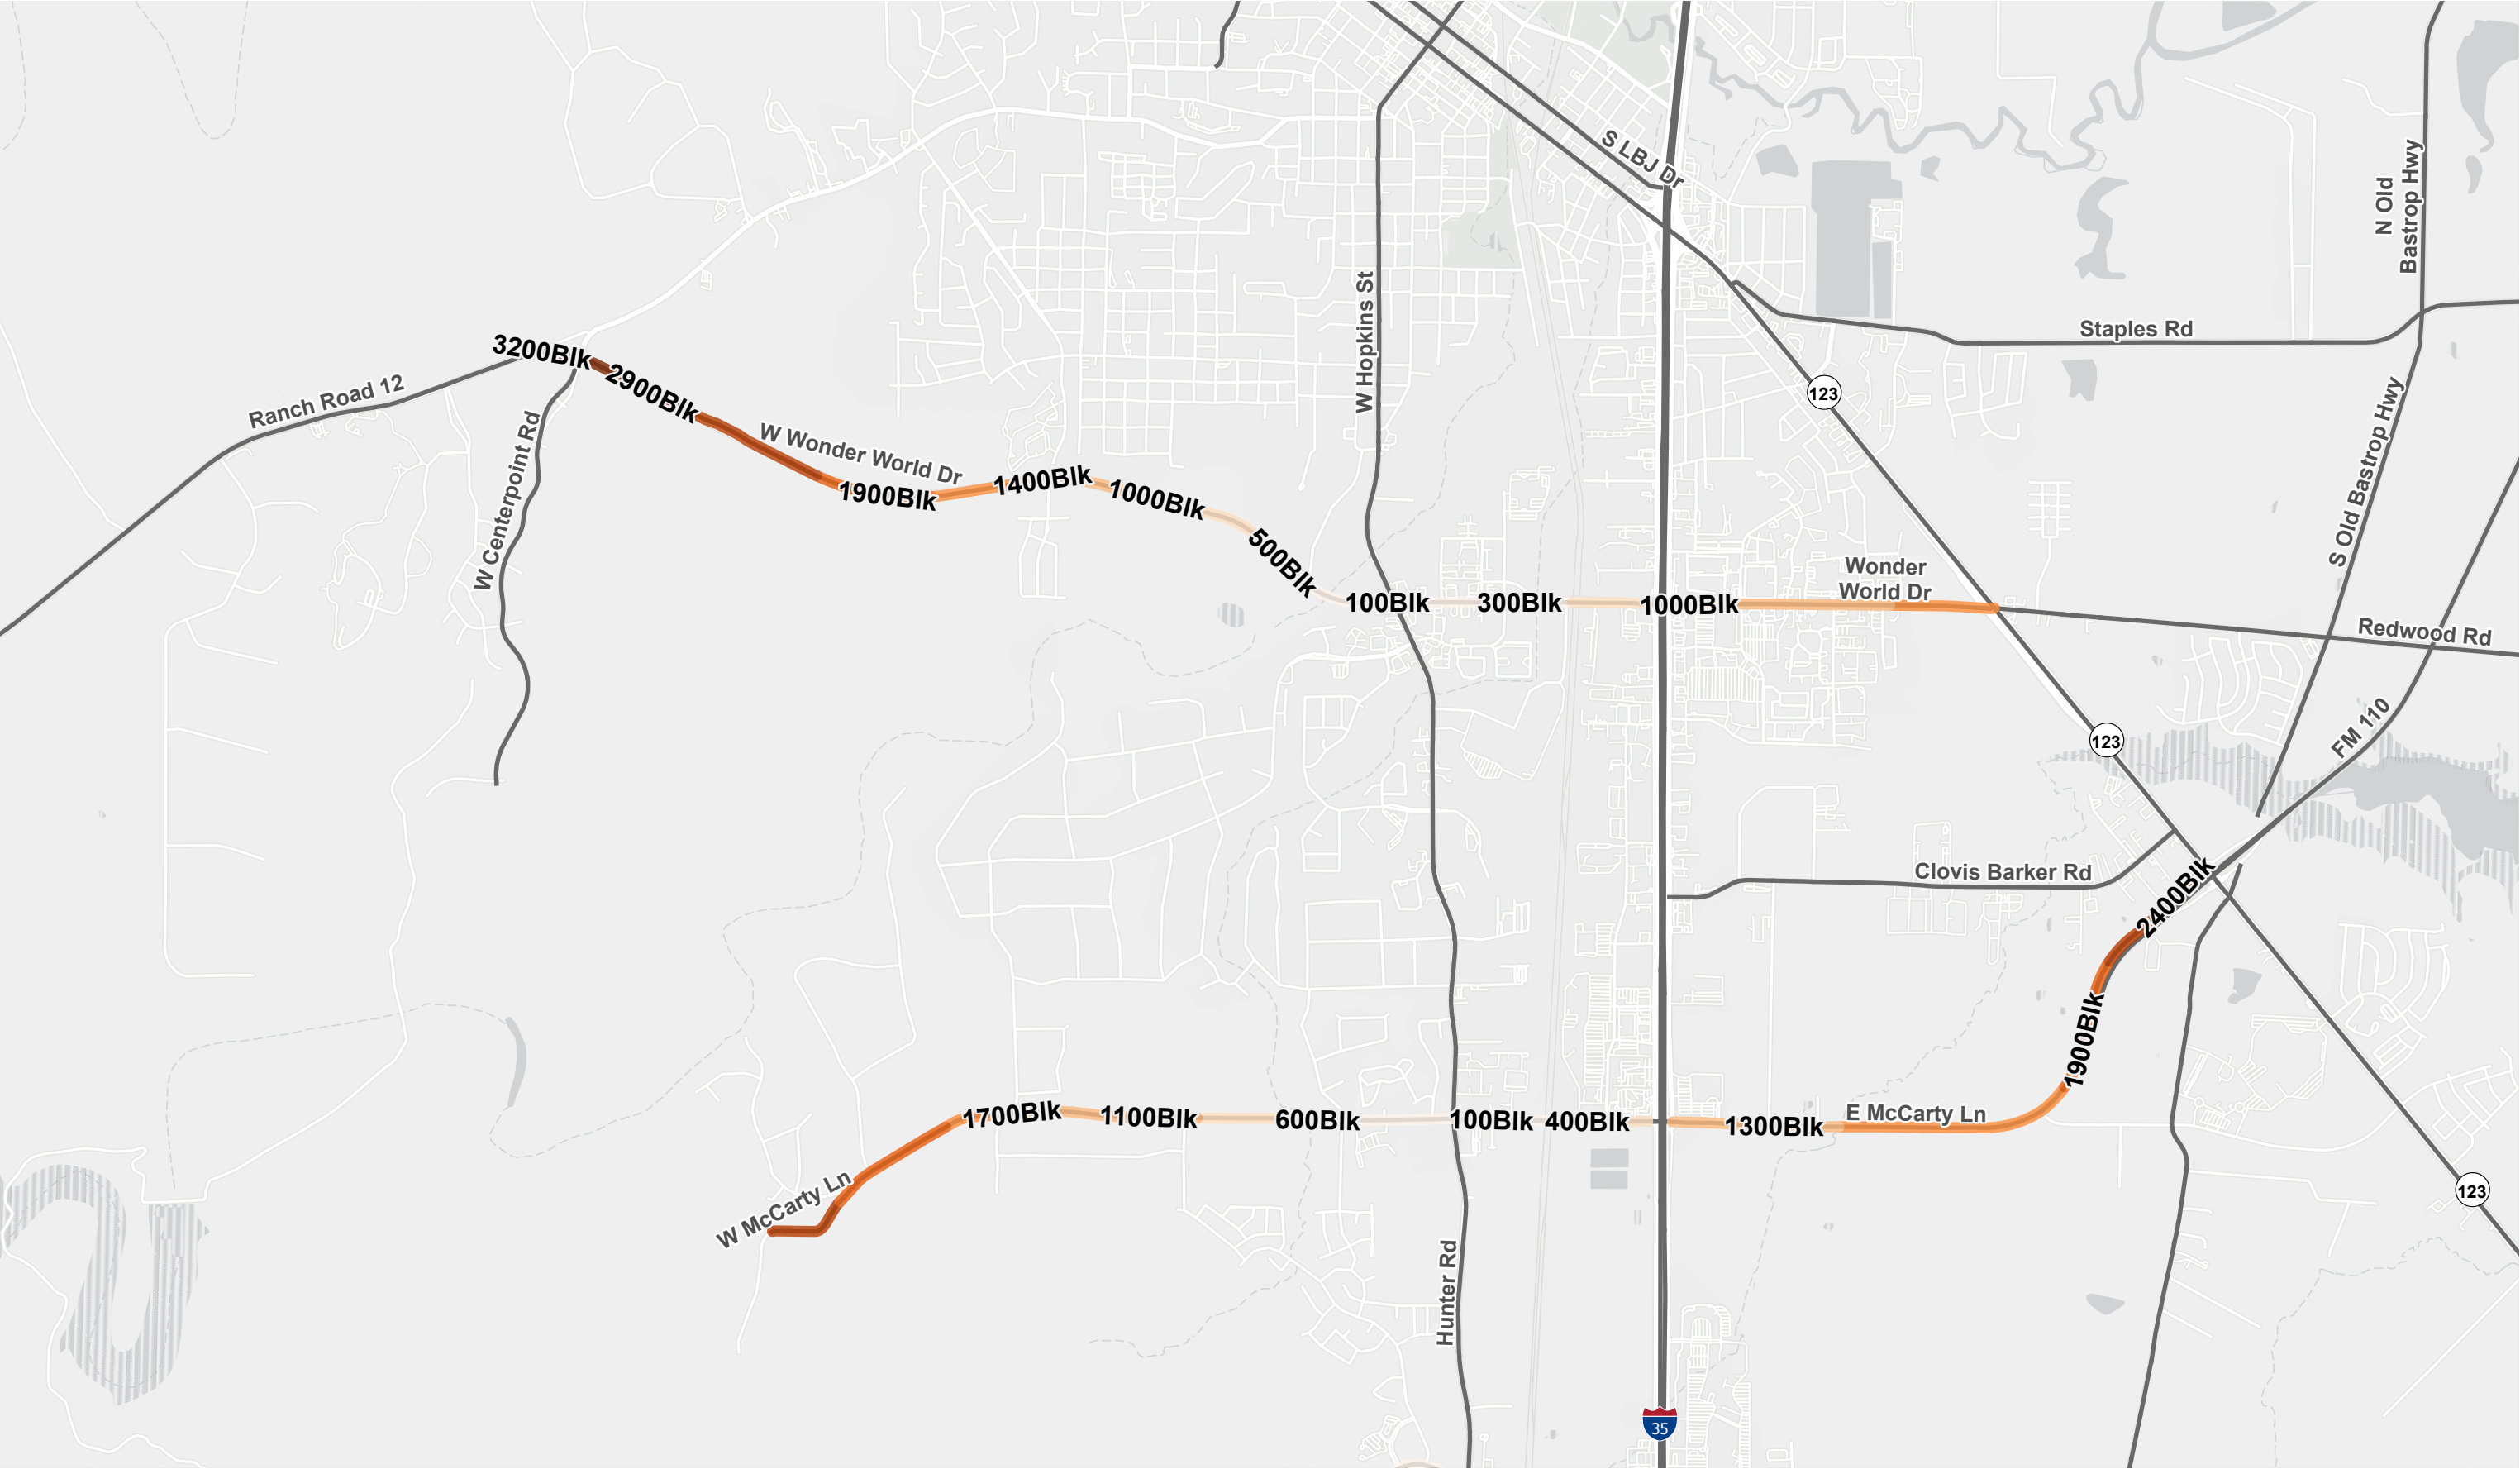 S LBJ Dr
N Old
Bastrop Hwy
W Hopkins St
Staples Rd
3200Blk
2900Blk
Ranch Road 12
123
W Centerpoint Rd
W Wonder World Dr
1900Blk
1400Blk
1000Blk
500Blk
S Old Bastrop Hwy
100Blk
300Blk
1000Blk
Wonder
World Dr
Redwood Rd
FM 110
123
Clovis Barker Rd
2400Blk
1900Blk
1700Blk
1100Blk
600Blk
100Blk
400Blk
1300Blk
E McCarty Ln
W McCarty Ln
123
Hunter Rd
35